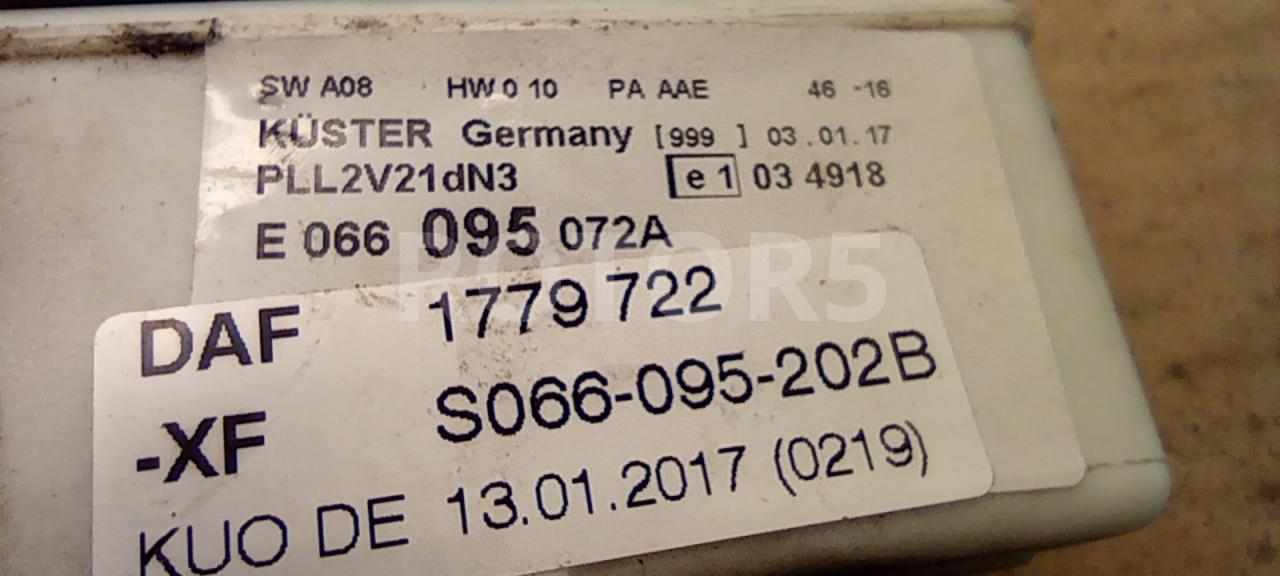 SW A08 HW 0 10 PA AAE 46 -16
KÜSTER Germany [999 ] 03.01.17
PLL2V21dN3 e 1 03 4918
E 066 095 072A
ROTOR5
DAF 1779 722
-XF S066-095-202B
KUO DE 13.01.2017 (0219)